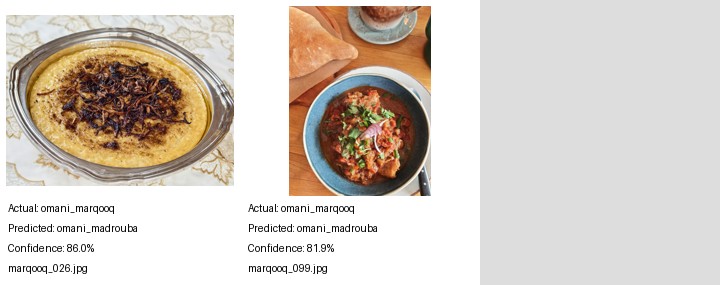 Actual: omani_marqooq
Predicted: omani_madrouba
Confidence: 86.0%
marqooq_026.jpg
Actual: omani_marqooq
Predicted: omani_madrouba
Confidence: 81.9%
marqooq_099.jpg